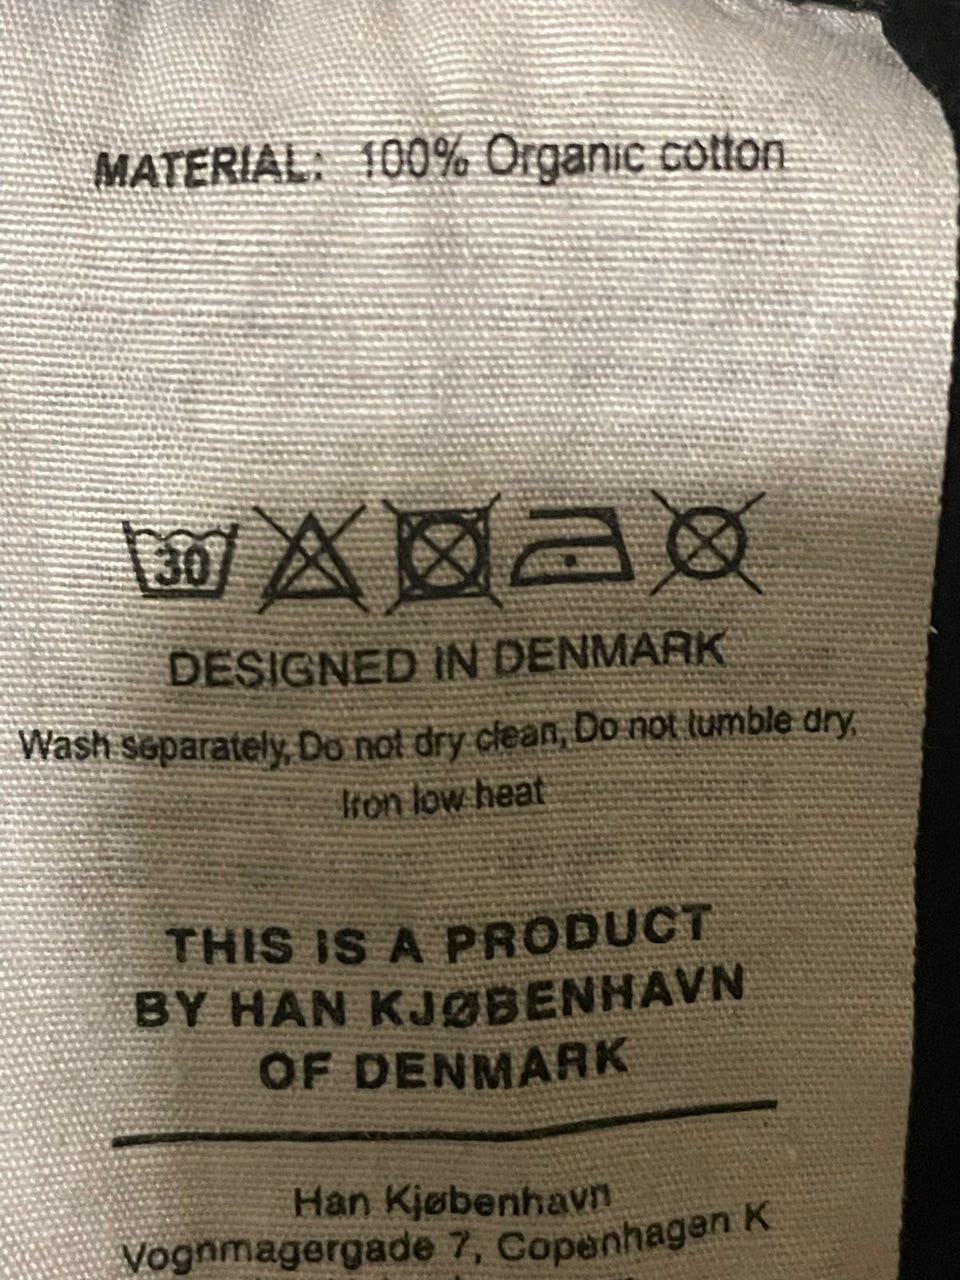 MATERIAL: 100% Organic cotton
30
DESIGNED IN DENMARK
Wash separately, Do not dry clean, Do not tumble dry,
Iron low heat
THIS IS A PRODUCT
BY HAN KJØBENHAVN
OF DENMARK
Han Kjøbenhavn
Vognmagergade 7, Copenhagen K